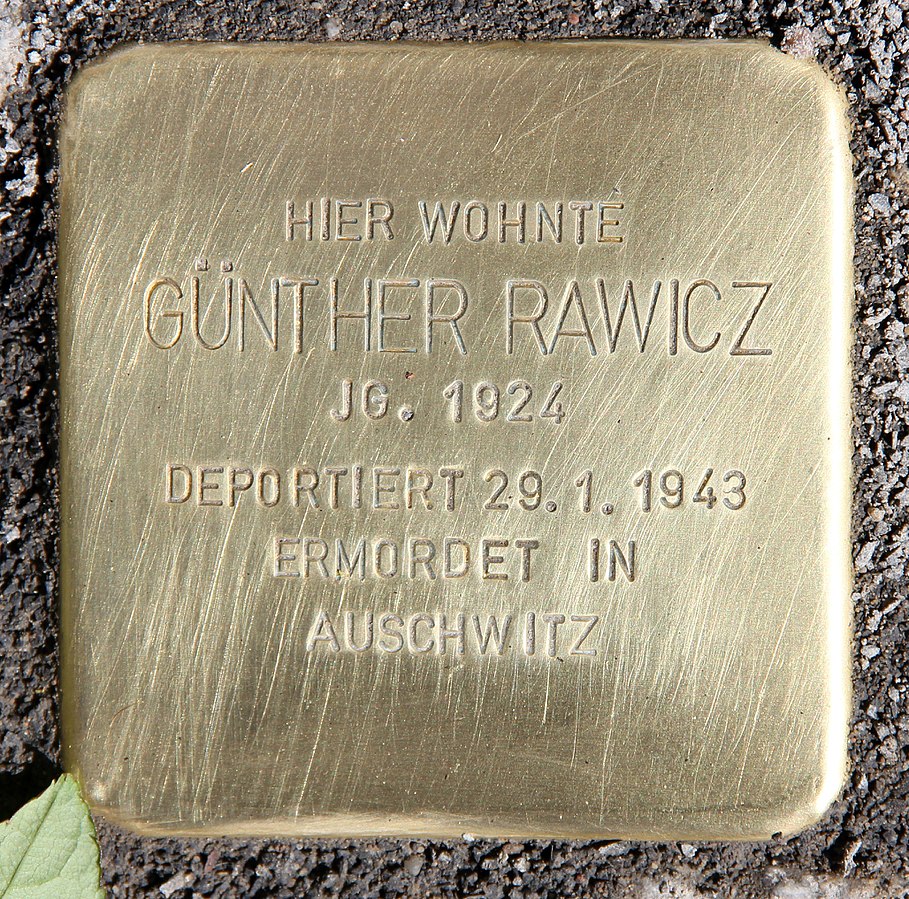 HIER WOHNTE
GÜNTHER RAWICZ
JG. 1924
DEPORTIERT 29.1.1943
ERMORDET IN
AUSCHWITZ